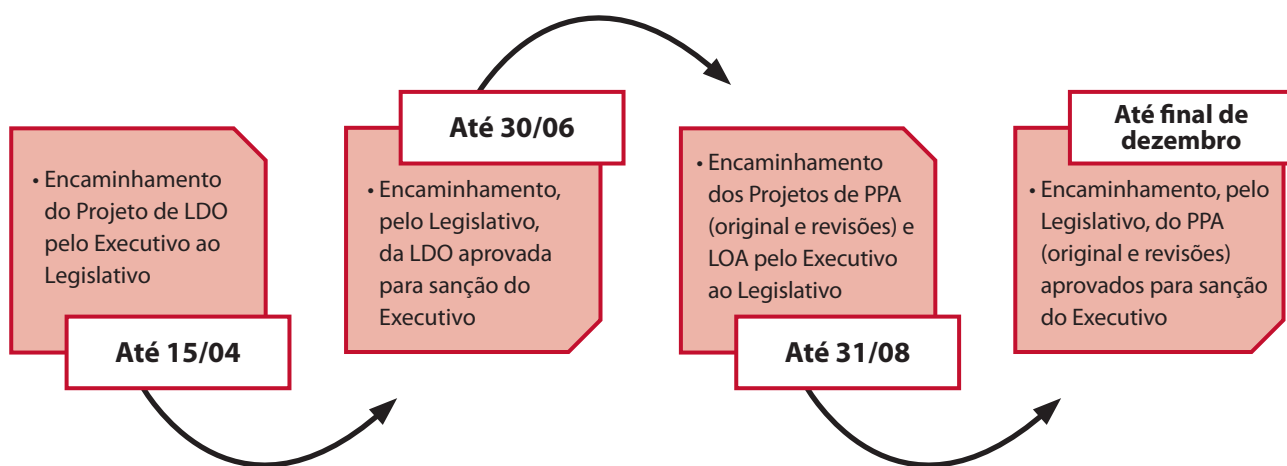 • Encaminhamento
do Projeto de LDO
pelo Executivo ao
Legislativo
Até 15/04
Até 30/06
• Encaminhamento,
pelo Legislativo,
da LDO aprovada
para sanção do
Executivo
• Encaminhamento
dos Projetos de PPA
(original e revisões) e
LOA pelo Executivo
ao Legislativo
Até 31/08
Até final de
dezembro
• Encaminhamento, pelo
Legislativo, do PPA
(original e revisões)
aprovados para sanção
do Executivo